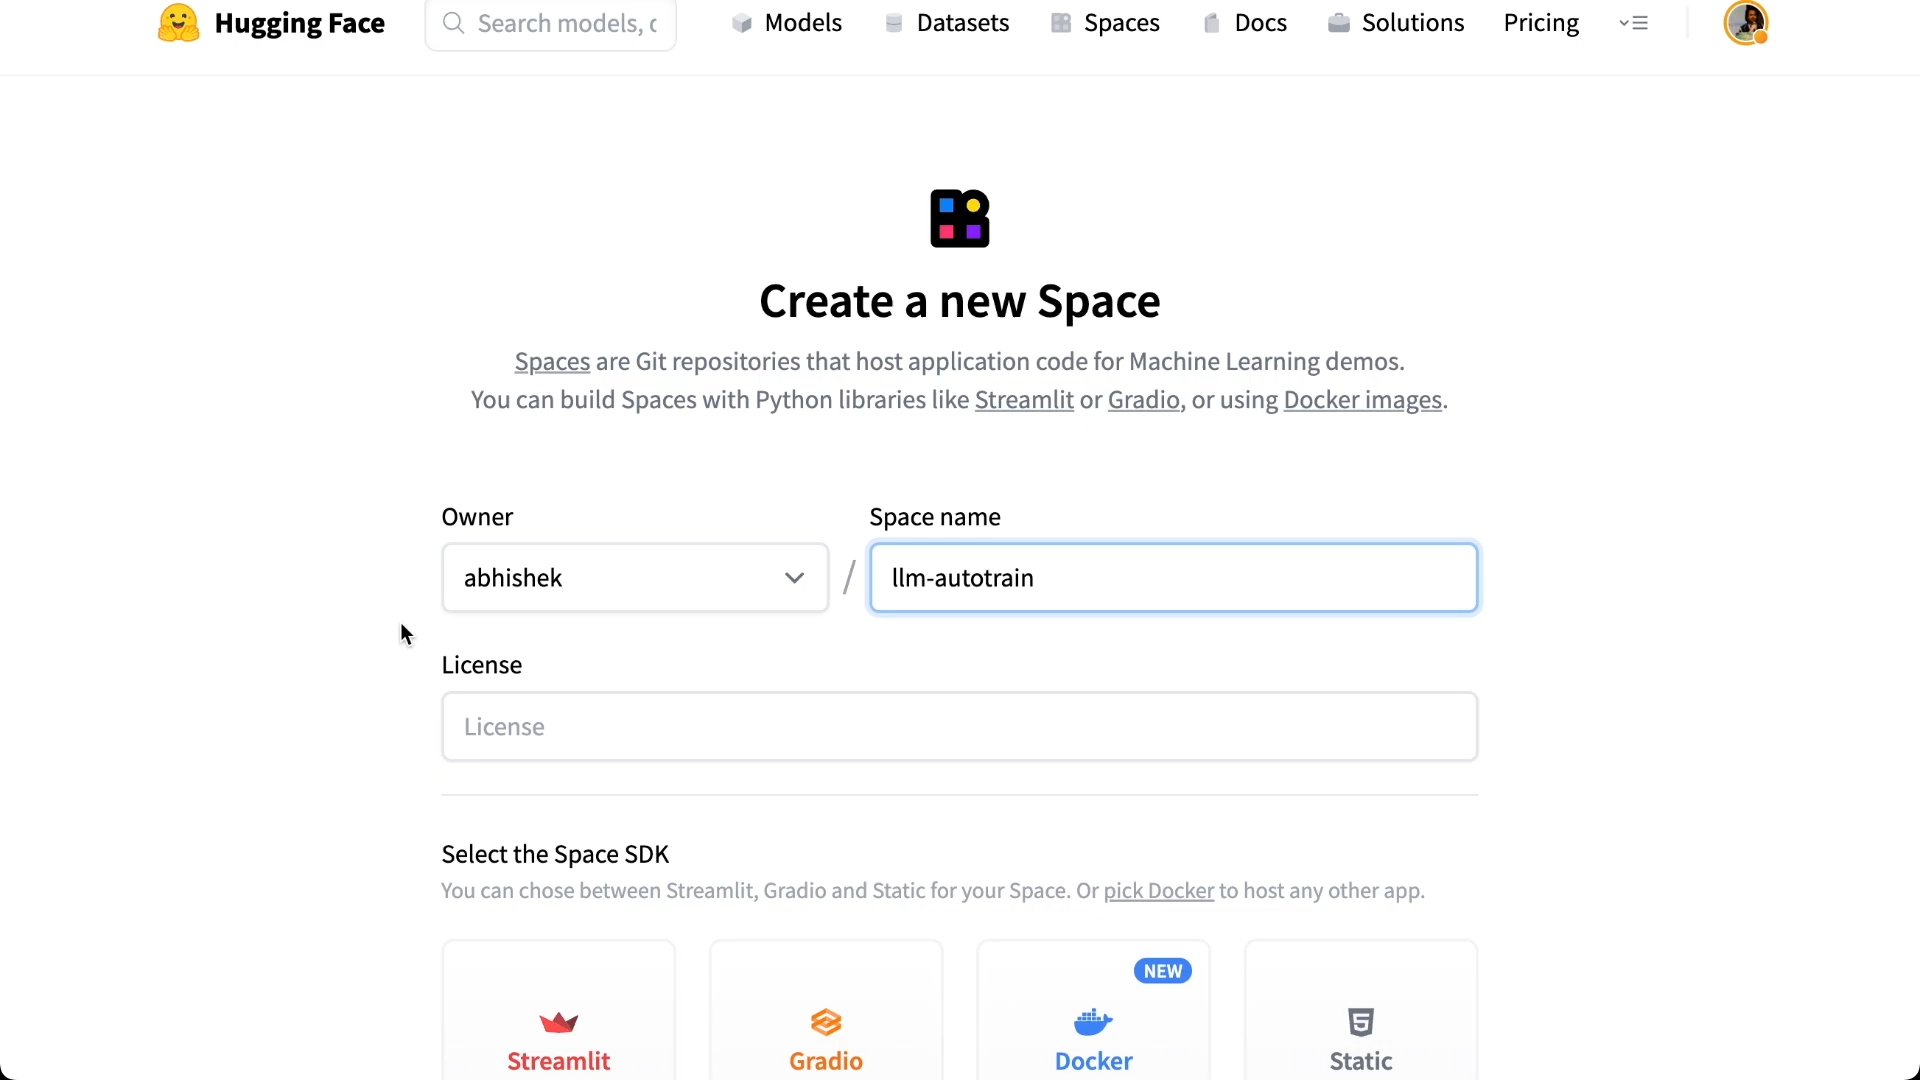 Hugging Face
Search models, c
Models
Datasets
Spaces
Docs
Solutions
Pricing
Create a new Space
Spaces are Git repositories that host application code for Machine Learning demos.
You can build Spaces with Python libraries like Streamlit or Gradio, or using Docker images.
Owner
Space name
abhishek
/
llm-autotrain
License
License
Select the Space SDK
You can chose between Streamlit, Gradio and Static for your Space. Or pick Docker to host any other app.
NEW
Streamlit
Gradio
Docker
Static